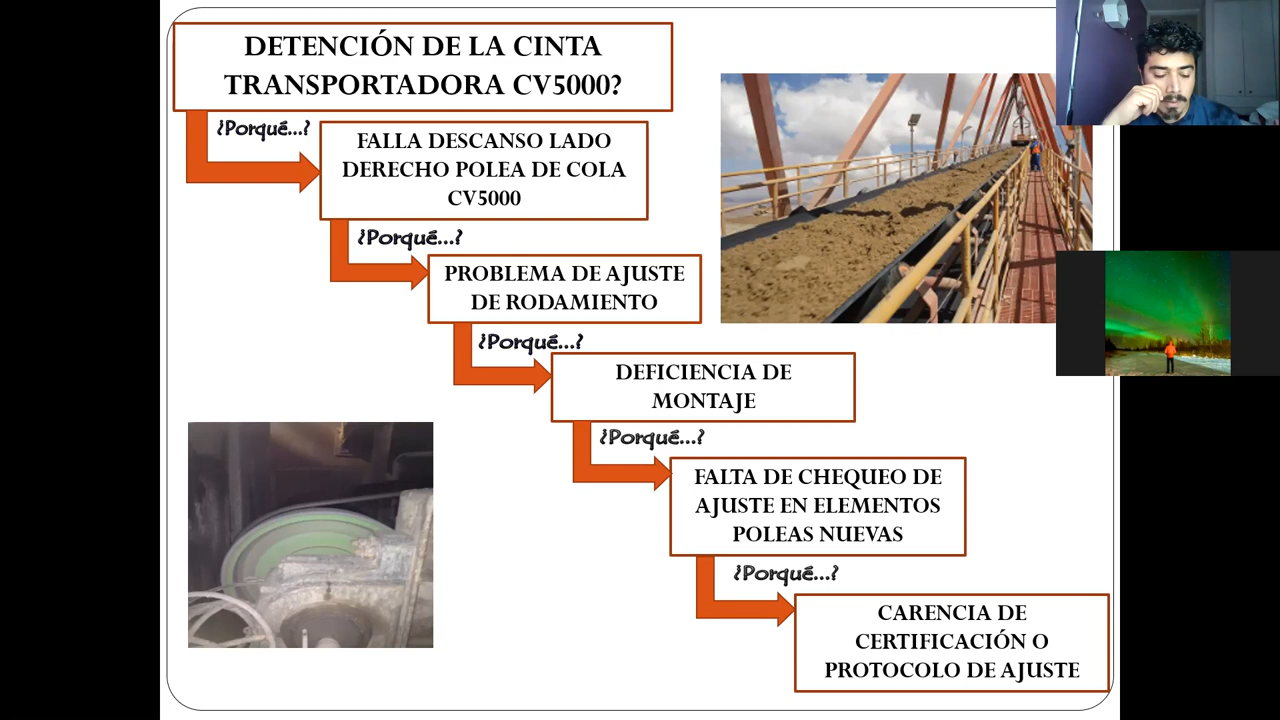 DETENCIÓN DE LA CINTA
TRANSPORTADORA CV5000?
¿Porqué...?
FALLA DESCANSO LADO
DERECHO POLEA DE COLA
CV5000
¿Porqué...?
PROBLEMA DE AJUSTE
DE RODAMIENTO
¿Porqué...?
DEFICIENCIA DE
MONTAJE
¿Porqué...?
FALTA DE CHEQUEO DE
AJUSTE EN ELEMENTOS
POLEAS NUEVAS
¿Porqué...?
CARENCIA DE
CERTIFICACIÓN O
PROTOCOLO DE AJUSTE